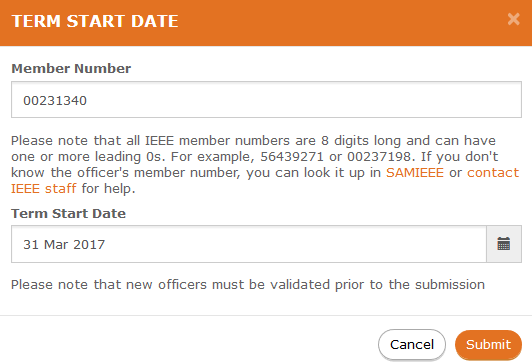 TERM START DATE
Member Number
00231340
Please note that all IEEE member numbers are 8 digits long and can have
one or more leading 0s. For example, 56439271 or 00237198. If you don't
know the officer's member number, you can look it up in SAMIEEE or contact
IEEE staff for help.
Term Start Date
31 Mar 2017
Please note that new officers must be validated prior to the submission
Cancel Submit